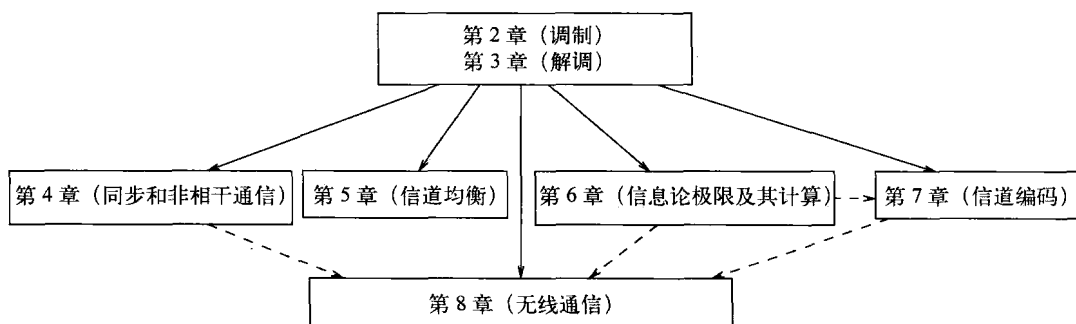 第2章（调制）
第3章（解调）
第4章（同步和非相干通信）
第5章（信道均衡）
第6章（信息论极限及其计算）
第7章（信道编码）
第8章（无线通信）